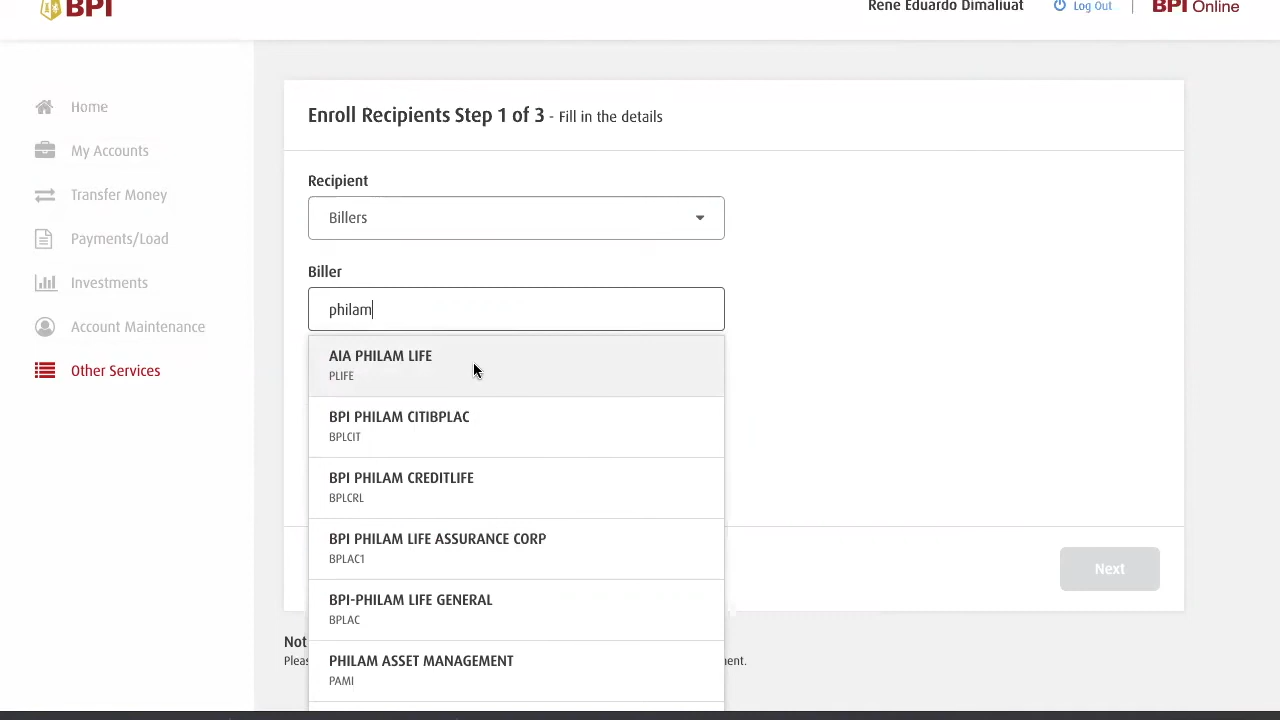 BPI
Rene Eduardo Dimaliuat
Log Out
BPI Online
Home
My Accounts
Transfer Money
Payments/Load
Investments
Account Maintenance
Other Services
Enroll Recipients Step 1 of 3 - Fill in the details
Recipient
Billers
Biller
philam
AIA PHILAM LIFE
PLIFE
BPI PHILAM CITIBPLAC
BPLCIT
BPI PHILAM CREDITLIFE
BPLCRL
BPI PHILAM LIFE ASSURANCE CORP
BPLAC1
BPI-PHILAM LIFE GENERAL
BPLAC
PHILAM ASSET MANAGEMENT
PAMI
Next